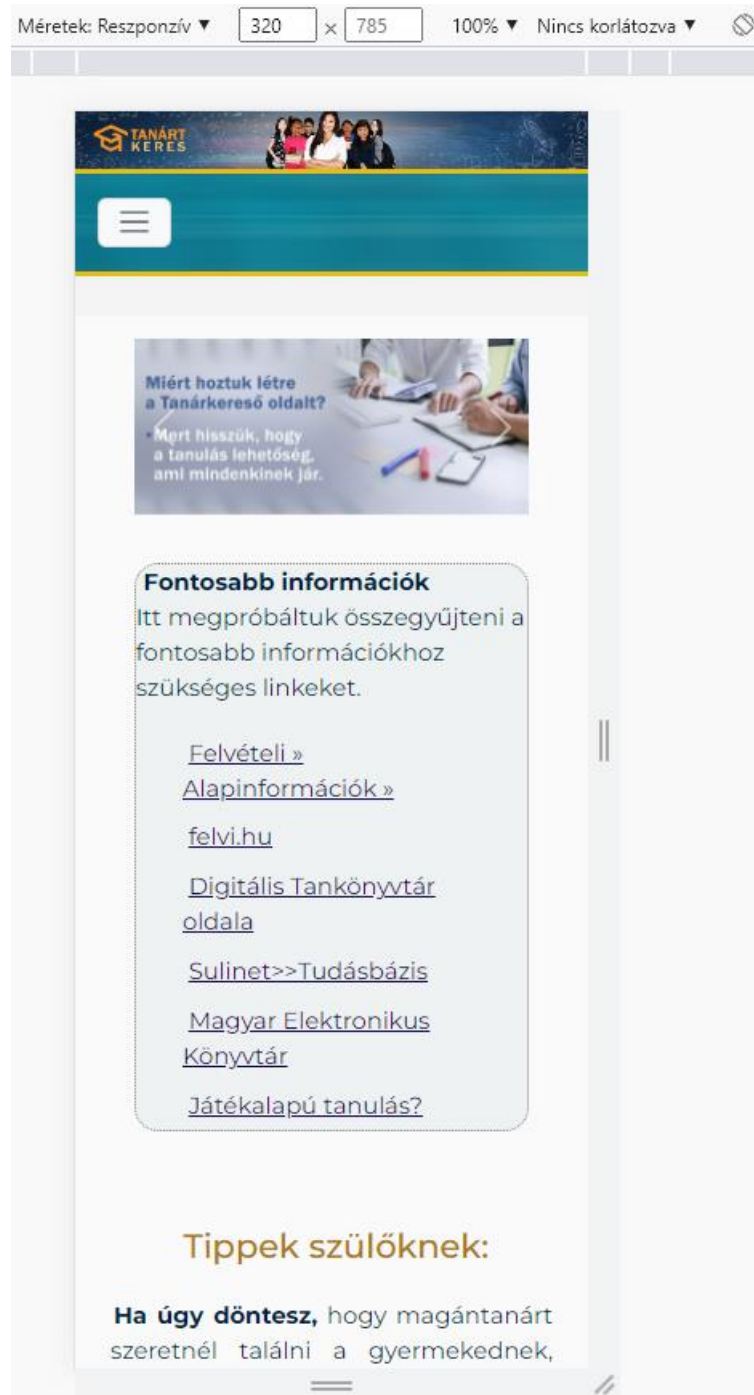 Méretek: Reszponzív ▼ 320 × 785 100% ▼ Nincs korlátozva ▼
TANÁRT
KERES
Miért hoztuk létre
a Tanárkereső oldalt?
•Mert hisszük, hogy
a tanulás lehetőség,
ami mindenkinek jár.
Fontosabb információk
Itt megpróbáltuk összegyűjteni a
fontosabb információkhoz
szükséges linkeket.
Felvételi »
Alapinformációk »
felvi.hu
Digitális Tankönyvtár
oldala
Sulinet>>Tudásbázis
Magyar Elektronikus
Könyvtár
Játékalapú tanulás?
Tippek szülőknek:
Ha úgy döntesz, hogy magántanárt
szeretnél találni a gyermekednek,